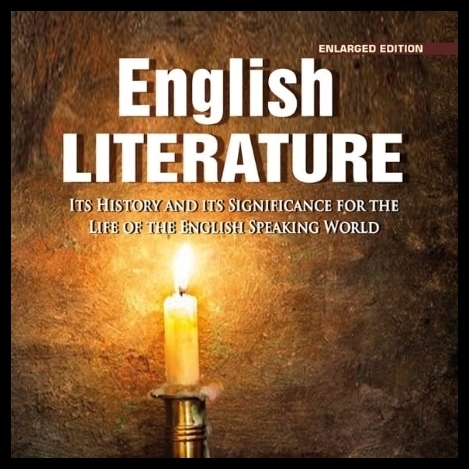 ENLARGED EDITION
English
LITERATURE
ITS HISTORY AND ITS SIGNIFICANCE FOR THE
LIFE OF THE ENGLISH SPEAKING WORLD